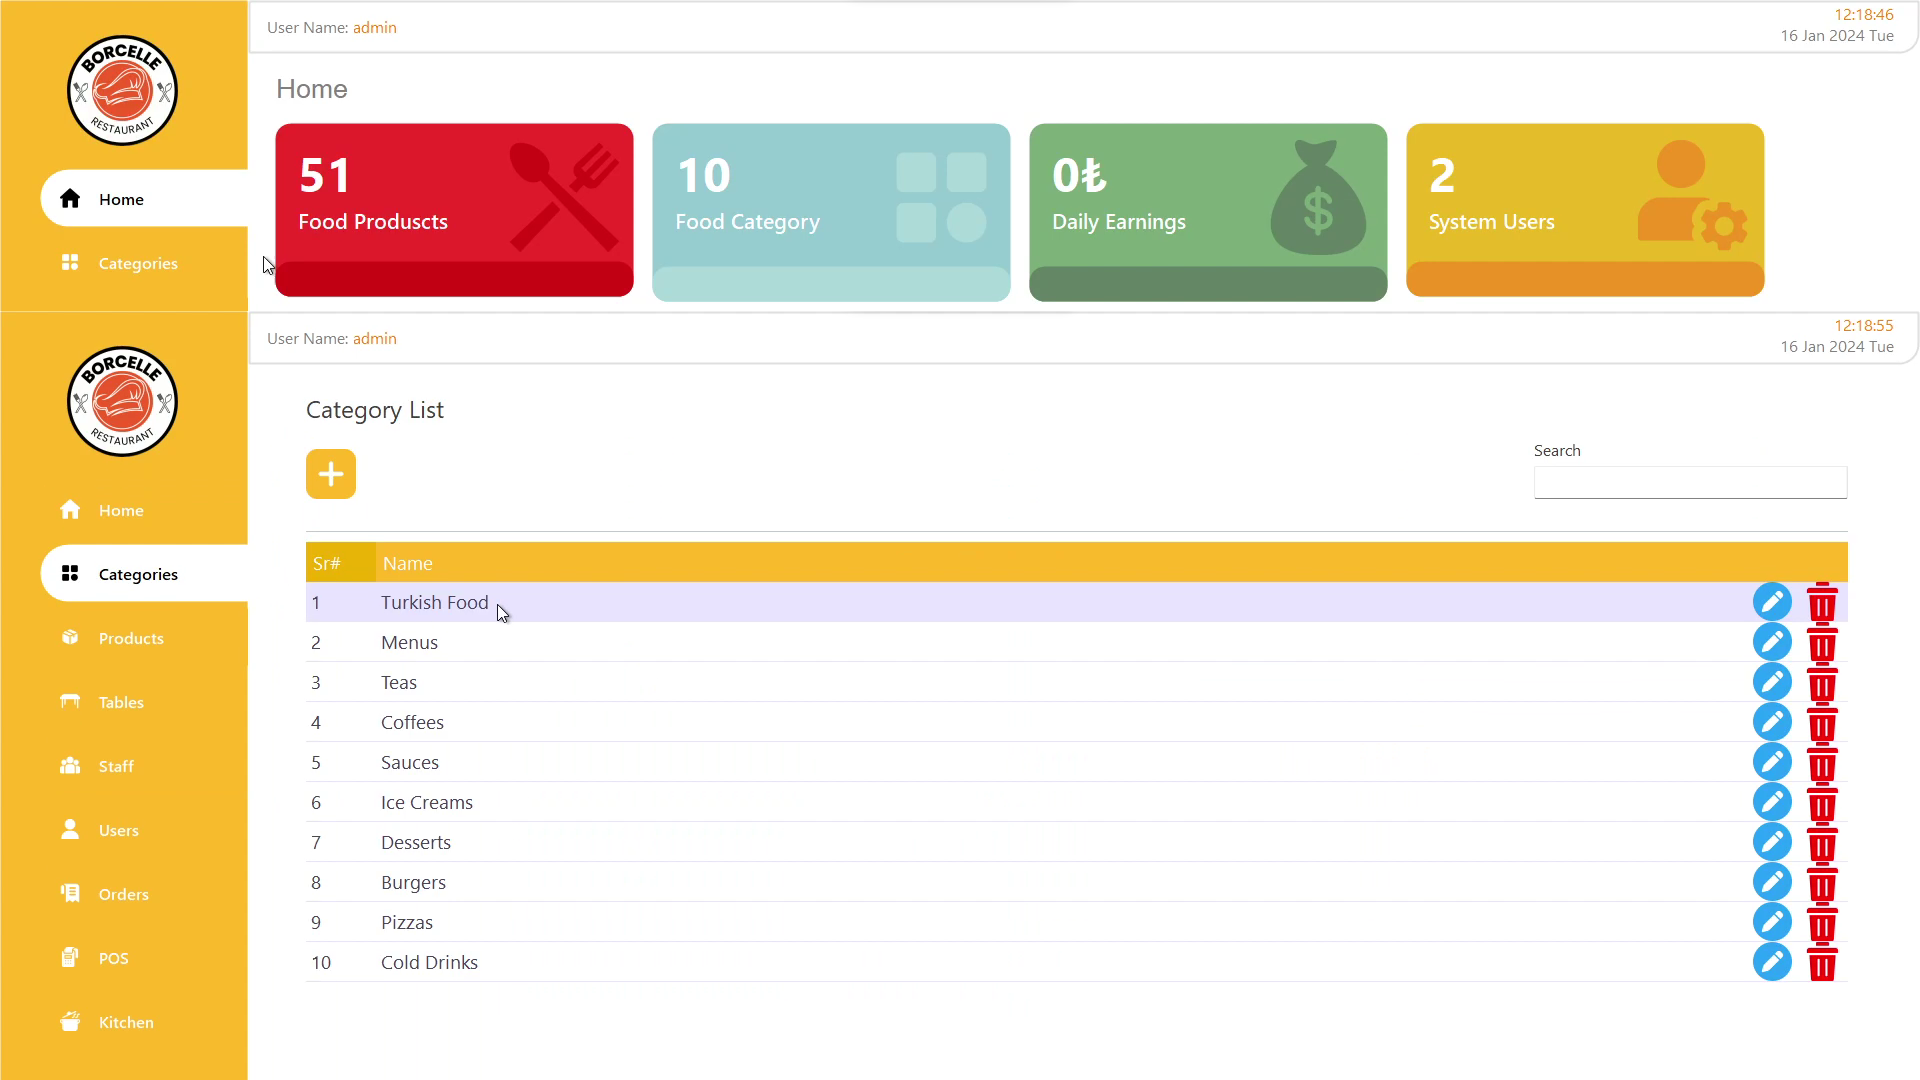 BORCELLE
RESTAURANT
User Name: admin
12:18:46
16 Jan 2024 Tue
Home
Categories
Home
51
Food Produscts
10
Food Category
0₺
Daily Earnings
$
2
System Users
BORCELLE
RESTAURANT
User Name: admin
12:18:55
16 Jan 2024 Tue
Home
Categories
Products
Tables
Staff
Users
Orders
POS
Kitchen
Category List
Search
Sr# Name
1 Turkish Food
2 Menus
3 Teas
4 Coffees
5 Sauces
6 Ice Creams
7 Desserts
8 Burgers
9 Pizzas
10 Cold Drinks